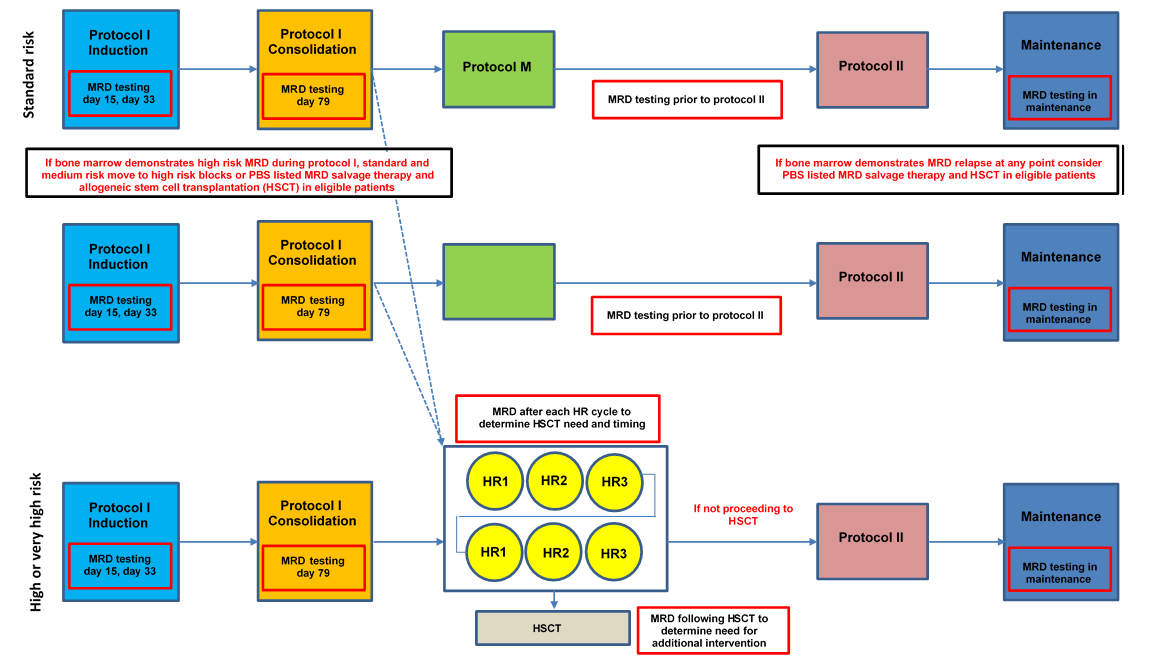 Standard risk
Protocol I
Induction
MRD testing
day 15, day 33
Protocol I
Consolidation
MRD testing
day 79
Protocol M
MRD testing prior to protocol II
Protocol II
Maintenance
MRD testing in
maintenance
If bone marrow demonstrates high risk MRD during protocol I, standard and
medium risk move to high risk blocks or PBS listed MRD salvage therapy and
allogeneic stem cell transplantation (HSCT) in eligible patients
If bone marrow demonstrates MRD relapse at any point consider
PBS listed MRD salvage therapy and HSCT in eligible patients
Protocol I
Induction
MRD testing
day 15, day 33
Protocol I
Consolidation
MRD testing
day 79
MRD testing prior to protocol II
Protocol II
Maintenance
MRD testing in
maintenance
MRD after each HR cycle to
determine HSCT need and timing
High or very high risk
Protocol I
Induction
MRD testing
day 15, day 33
Protocol I
Consolidation
MRD testing
day 79
HR1 HR2 HR3
HR1 HR2 HR3
If not proceeding to
HSCT
Protocol II
Maintenance
MRD testing in
maintenance
HSCT
MRD following HSCT to
determine need for
additional intervention